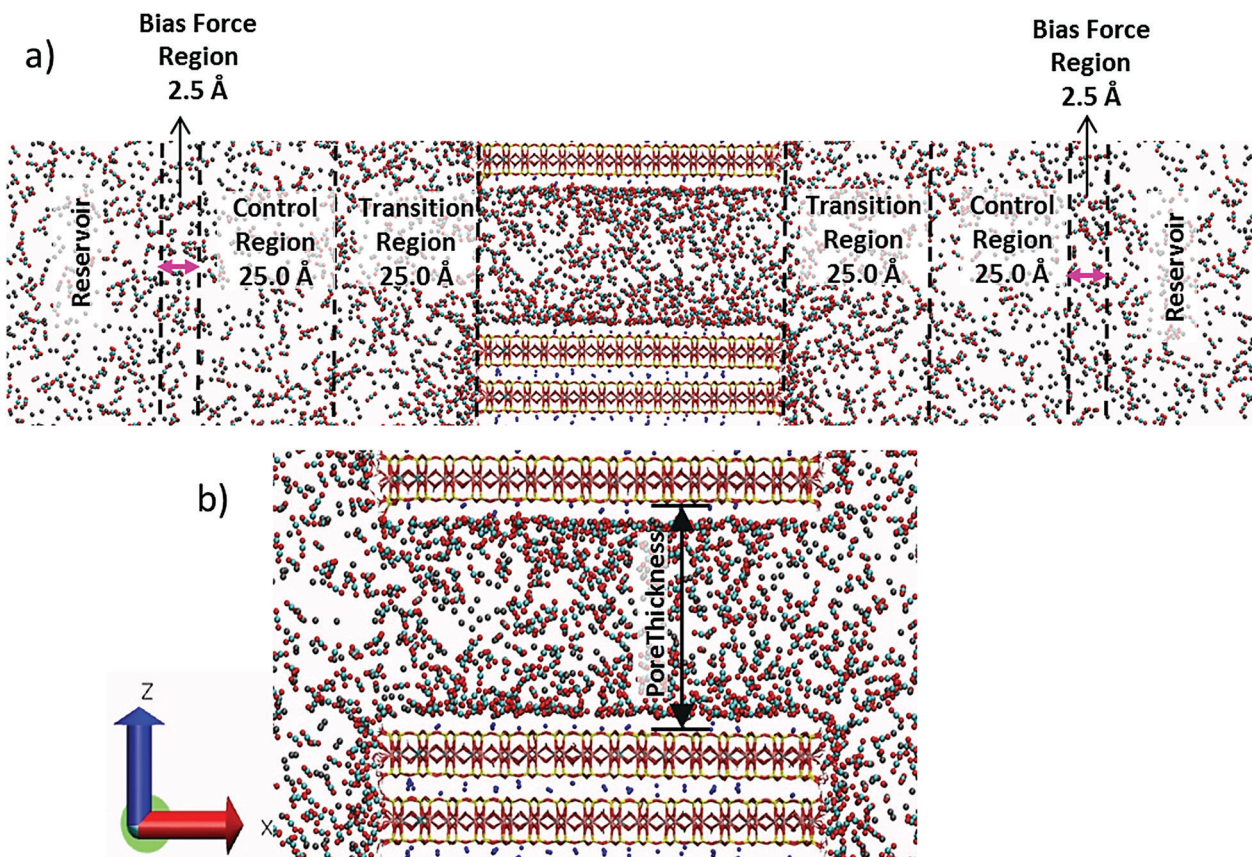 a)
Bias Force
Region
2.5 Å
Bias Force
Region
2.5 Å
Reservoir
Control
Region
25.0 Å
Transition
Region
25.0 Å
Transition
Region
25.0 Å
Control
Region
25.0 Å
Reservoir
b)
PoreThickness
Z
X